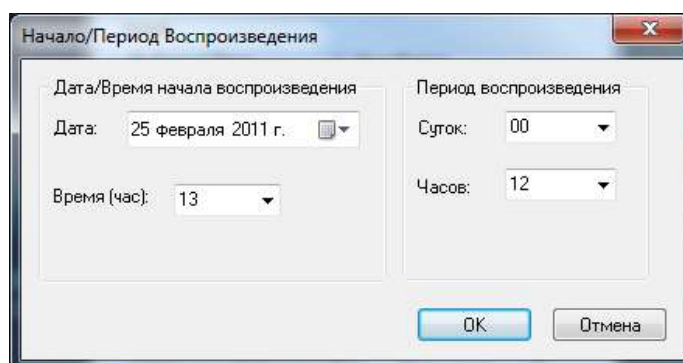 Начало/Период Воспроизведения
Дата/Время начала воспроизведения
Дата: 25 февраля 2011 г.
Время (час): 13
Период воспроизведения
Суток: 00
Часов: 12
OK Отмена